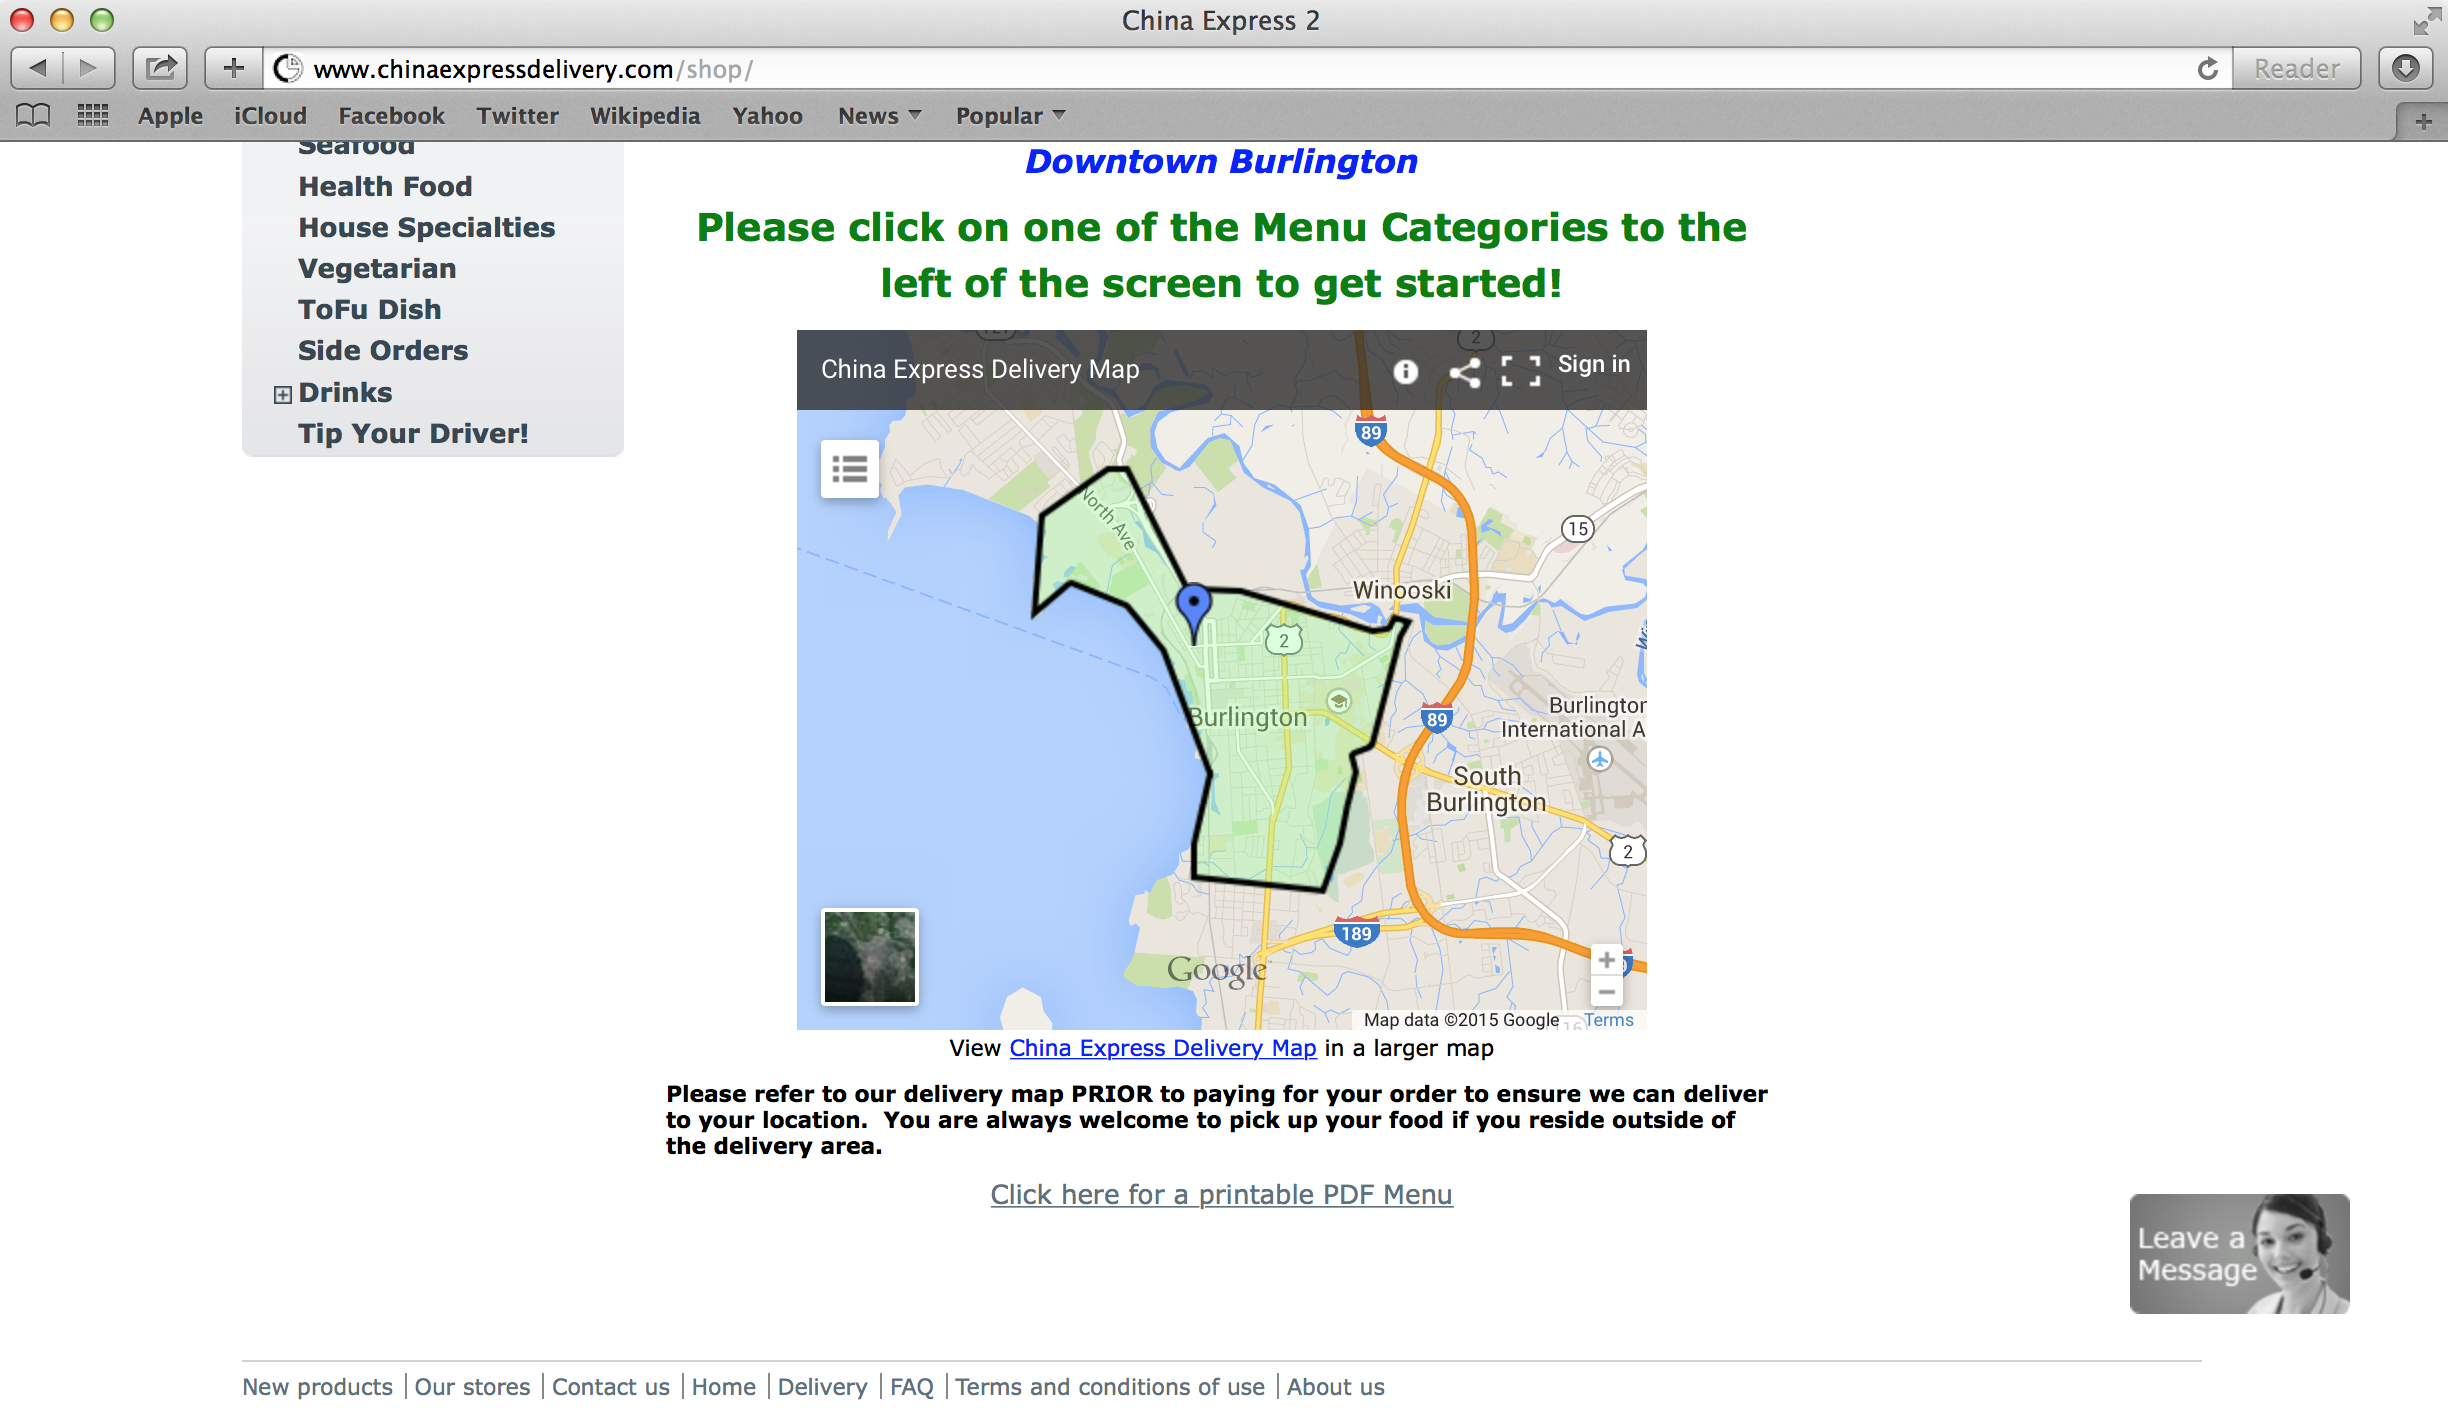 China Express 2
www.chinaexpressdelivery.com/shop/
Reader
Apple iCloud Facebook Twitter Wikipedia Yahoo News Popular
Seafood
Health Food
House Specialties
Vegetarian
ToFu Dish
Side Orders
Drinks
Tip Your Driver!
Downtown Burlington
Please click on one of the Menu Categories to the
left of the screen to get started!
China Express Delivery Map
Sign in
2
89
North Ave
15
Winooski
2
Burlington
89
Burlington
International A
South
Burlington
2
189
Google
Map data ©2015 Google Terms
View China Express Delivery Map in a larger map
Please refer to our delivery map PRIOR to paying for your order to ensure we can deliver
to your location. You are always welcome to pick up your food if you reside outside of
the delivery area.
Click here for a printable PDF Menu
Leave a
Message
New products | Our stores | Contact us | Home | Delivery | FAQ | Terms and conditions of use | About us